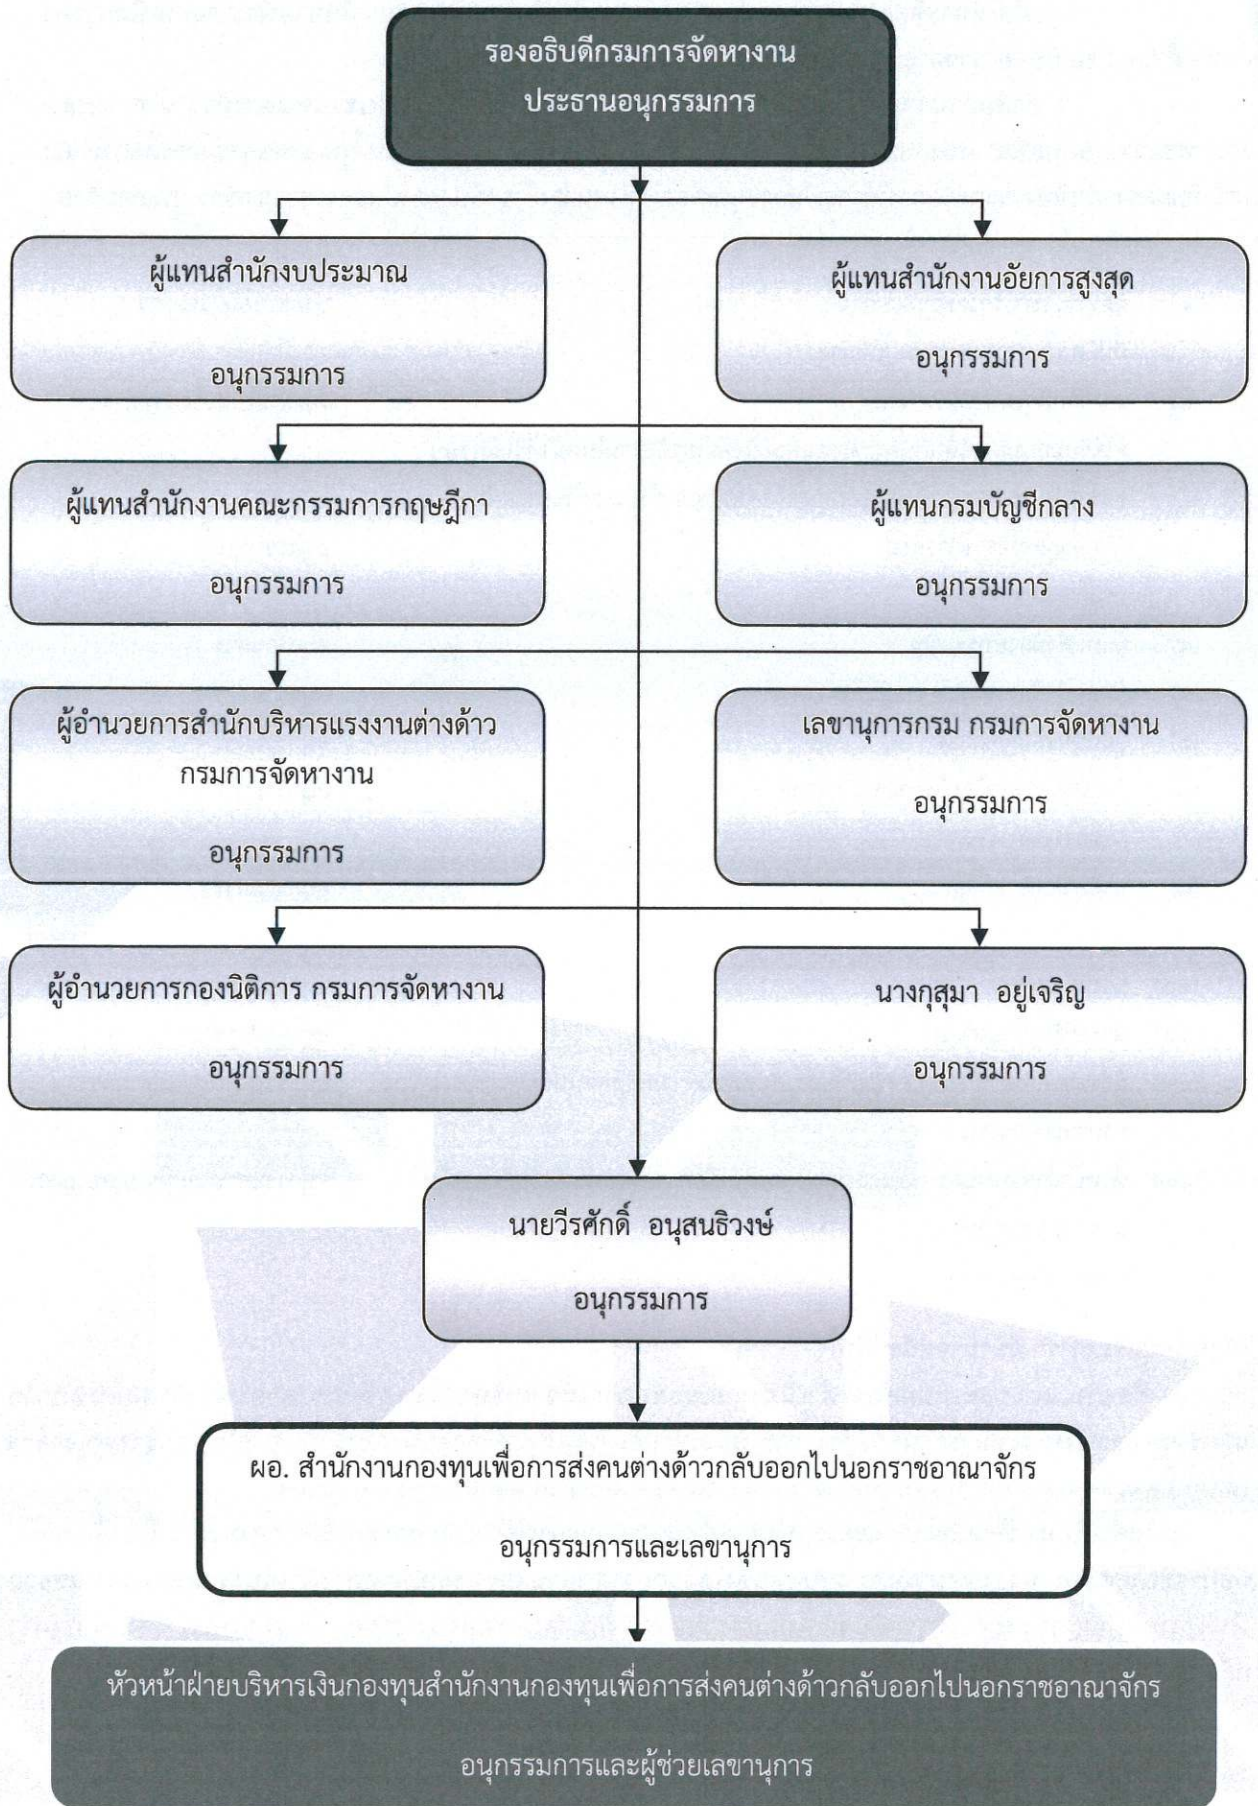 รองอธิบดีกรมการจัดหางาน
ประธานอนุกรรมการ
ผู้แทนสำนักงบประมาณ
อนุกรรมการ
ผู้แทนสำนักงานอัยการสูงสุด
อนุกรรมการ
ผู้แทนสำนักงานคณะกรรมการกฤษฎีกา
อนุกรรมการ
ผู้แทนกรมบัญชีกลาง
อนุกรรมการ
ผู้อำนวยการสำนักบริหารแรงงานต่างด้าว
กรมการจัดหางาน
อนุกรรมการ
เลขานุการกรม กรมการจัดหางาน
อนุกรรมการ
ผู้อำนวยการกองนิติการ กรมการจัดหางาน
อนุกรรมการ
นางกุสุมา อยู่เจริญ
อนุกรรมการ
นายวีรศักดิ์ อนุสนธิวงษ์
อนุกรรมการ
ผอ. สำนักงานกองทุนเพื่อการส่งคนต่างด้าวกลับออกไปนอกราชอาณาจักร
อนุกรรมการและเลขานุการ
หัวหน้าฝ่ายบริหารเงินกองทุนสำนักงานกองทุนเพื่อการส่งคนต่างด้าวกลับออกไปนอกราชอาณาจักร
อนุกรรมการและผู้ช่วยเลขานุการ